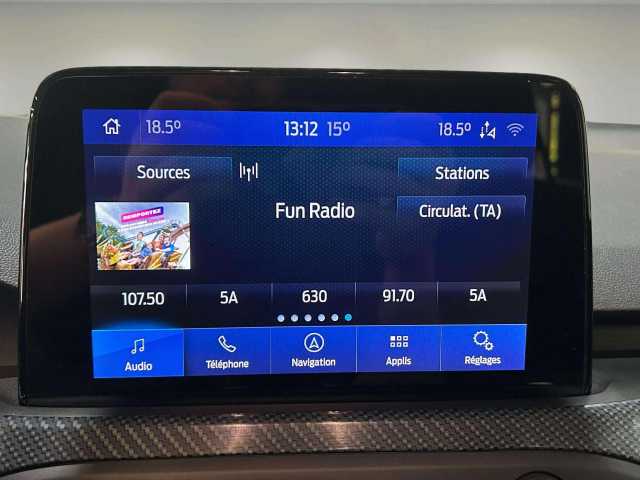 18.5° 13:12 15° 18.5°
Sources Stations
Fun Radio
Circulat. (TA)
REMPORTEZ
107.50 5A 630 91.70 5A
Audio Téléphone Navigation Applis Réglages